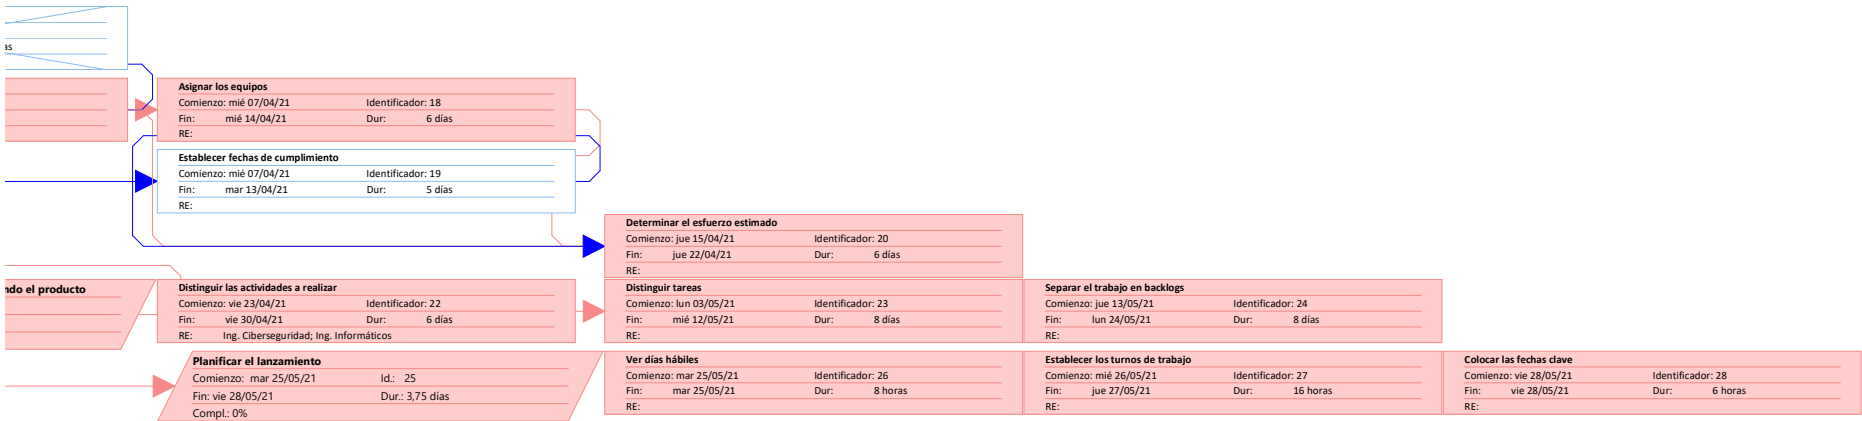 as
Asignar los equipos
Comienzo: mié 07/04/21 Identificador: 18
Fin: mié 14/04/21 Dur: 6 días
RE:
Establecer fechas de cumplimiento
Comienzo: mié 07/04/21 Identificador: 19
Fin: mar 13/04/21 Dur: 5 días
RE:
Determinar el esfuerzo estimado
Comienzo: jue 15/04/21 Identificador: 20
Fin: jue 22/04/21 Dur: 6 días
RE:
ndo el producto
Distinguir las actividades a realizar
Comienzo: vie 23/04/21 Identificador: 22
Fin: vie 30/04/21 Dur: 6 días
RE: Ing. Ciberseguridad; Ing. Informáticos
Distinguir tareas
Comienzo: lun 03/05/21 Identificador: 23
Fin: mié 12/05/21 Dur: 8 días
RE:
Separar el trabajo en backlogs
Comienzo: jue 13/05/21 Identificador: 24
Fin: lun 24/05/21 Dur: 8 días
RE:
Planificar el lanzamiento
Comienzo: mar 25/05/21 Id.: 25
Fin: vie 28/05/21 Dur.: 3,75 días
Compl.: 0%
Ver días hábiles
Comienzo: mar 25/05/21 Identificador: 26
Fin: mar 25/05/21 Dur: 8 horas
RE:
Establecer los turnos de trabajo
Comienzo: mié 26/05/21 Identificador: 27
Fin: jue 27/05/21 Dur: 16 horas
RE:
Colocar las fechas clave
Comienzo: vie 28/05/21 Identificador: 28
Fin: vie 28/05/21 Dur: 6 horas
RE: